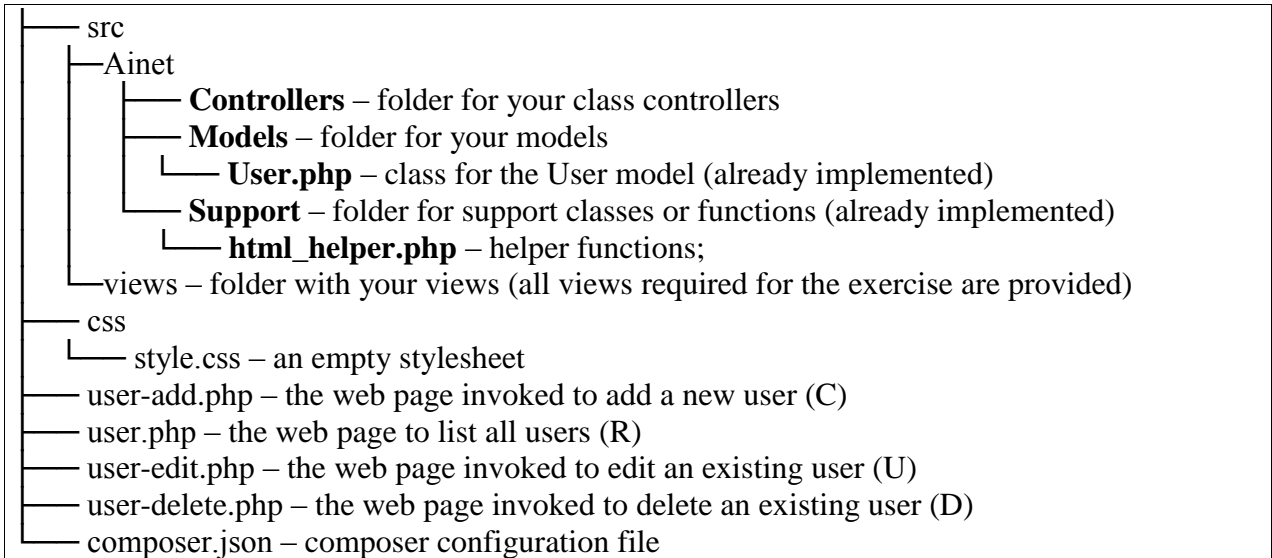 src
Ainet
Controllers – folder for your class controllers
Models – folder for your models
User.php – class for the User model (already implemented)
Support – folder for support classes or functions (already implemented)
html_helper.php – helper functions;
views – folder with your views (all views required for the exercise are provided)
css
style.css – an empty stylesheet
user-add.php – the web page invoked to add a new user (C)
user.php – the web page to list all users (R)
user-edit.php – the web page invoked to edit an existing user (U)
user-delete.php – the web page invoked to delete an existing user (D)
composer.json – composer configuration file